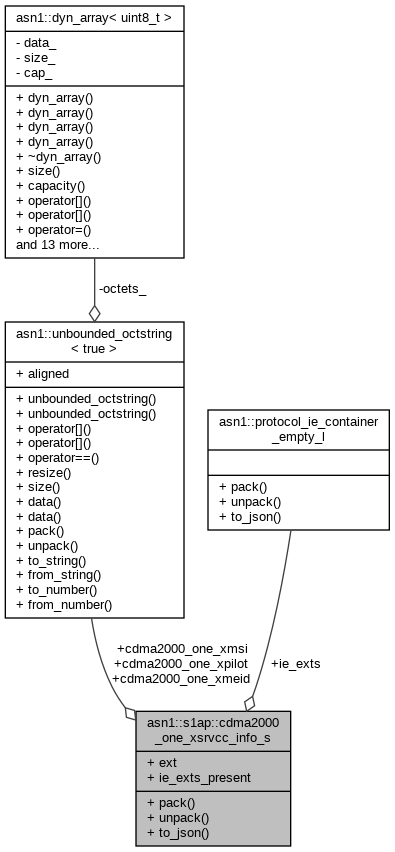 asn1::dyn_array< uint8_t >
- data_
- size_
- cap_
+ dyn_array()
+ dyn_array()
+ dyn_array()
+ dyn_array()
+ ~dyn_array()
+ size()
+ capacity()
+ operator[]()
+ operator[]()
+ operator=()
and 13 more...
-octets_
asn1::unbounded_octstring
< true >
+ aligned
+ unbounded_octstring()
+ unbounded_octstring()
+ operator[]()
+ operator[]()
+ operator==()
+ resize()
+ size()
+ data()
+ data()
+ pack()
+ unpack()
+ to_string()
+ from_string()
+ to_number()
+ from_number()
asn1::protocol_ie_container
_empty_l
+ pack()
+ unpack()
+ to_json()
+cdma2000_one_xmsi
+cdma2000_one_xpilot
+cdma2000_one_xmeid
+ie_exts
asn1::s1ap::cdma2000
_one_xsrvcc_info_s
+ ext
+ ie_exts_present
+ pack()
+ unpack()
+ to_json()